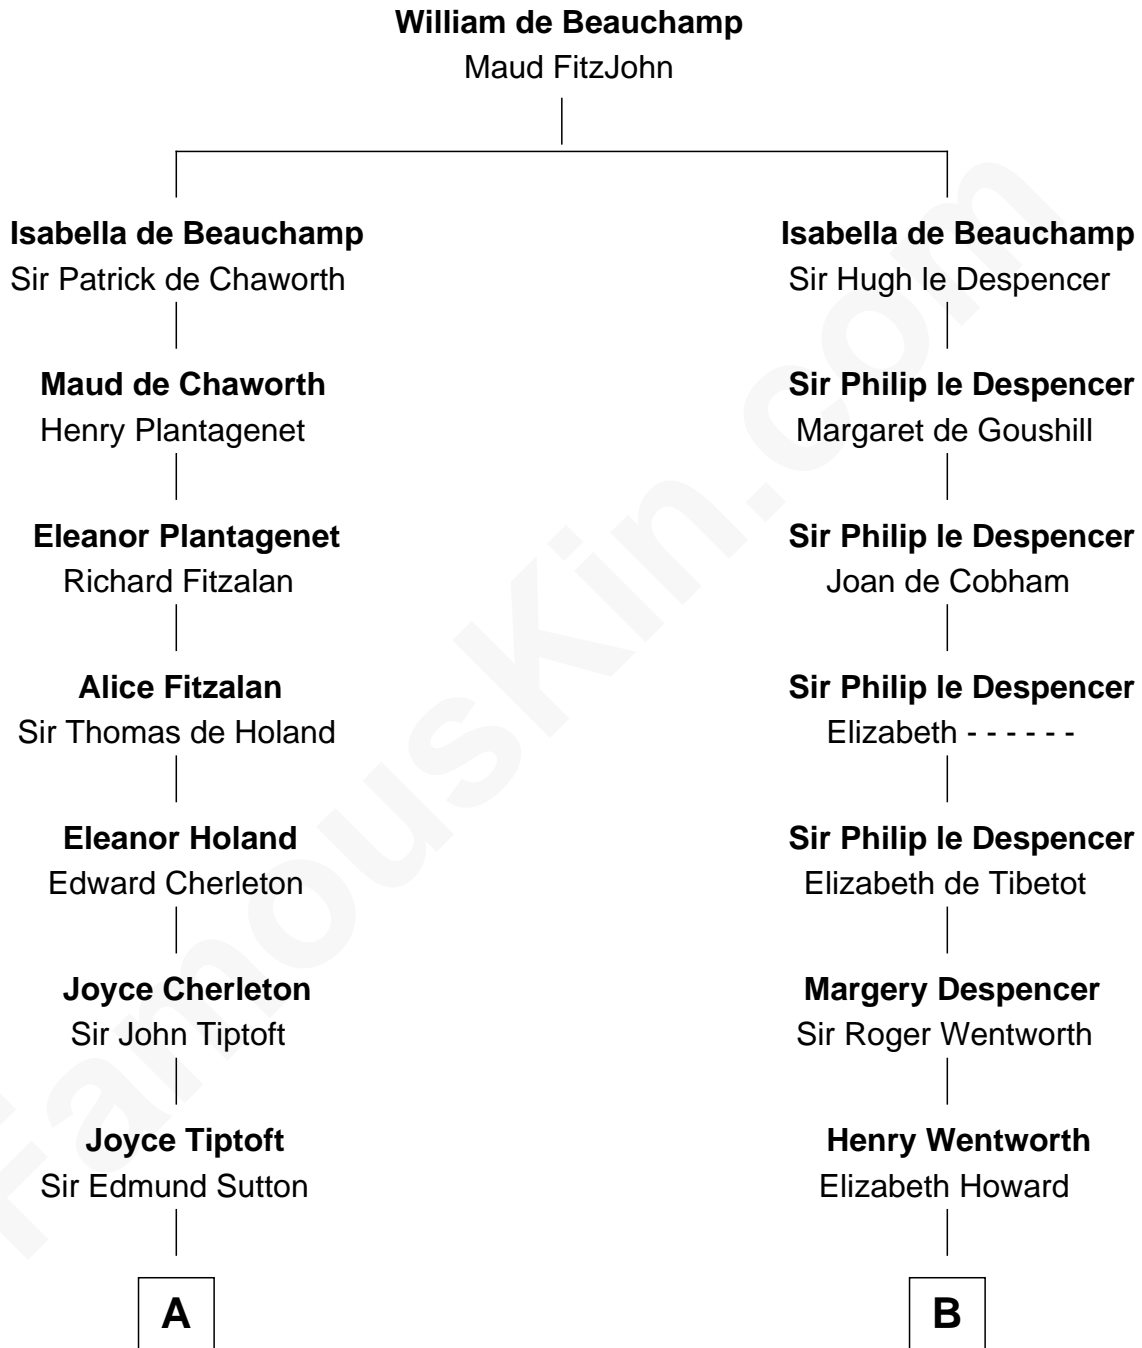 William de Beauchamp
Maud FitzJohn
Isabella de Beauchamp
Sir Patrick de Chaworth
Isabella de Beauchamp
Sir Hugh le Despencer
Maud de Chaworth
Henry Plantagenet
Sir Philip le Despencer
Margaret de Goushill
Eleanor Plantagenet
Richard Fitzalan
Sir Philip le Despencer
Joan de Cobham
Alice Fitzalan
Sir Thomas de Holand
Sir Philip le Despencer
Elizabeth - - - - - -
Eleanor Holand
Edward Cherleton
Sir Philip le Despencer
Elizabeth de Tibetot
Joyce Cherleton
Sir John Tiptoft
Margery Despencer
Sir Roger Wentworth
Joyce Tiptoft
Sir Edmund Sutton
Henry Wentworth
Elizabeth Howard
A
B
FamousKin.com